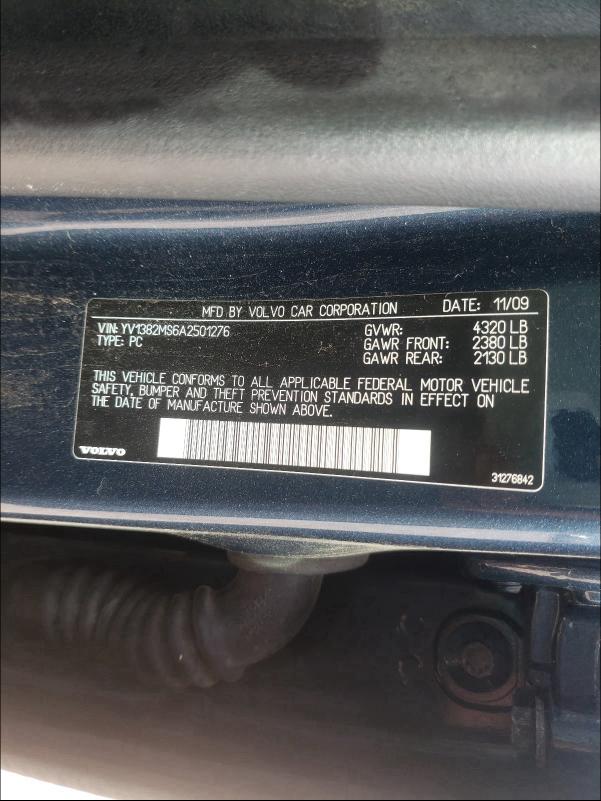 MFD BY VOLVO CAR CORPORATION DATE: 11/09
VIN: YV1382MS6A2501276 GVWR: 4320 LB
TYPE: PC GAWR FRONT: 2380 LB
GAWR REAR: 2130 LB
THIS VEHICLE CONFORMS TO ALL APPLICABLE FEDERAL MOTOR VEHICLE
SAFETY, BUMPER AND THEFT PREVENTION STANDARDS IN EFFECT ON
THE DATE OF MANUFACTURE SHOWN ABOVE.
VOLVO 31276842